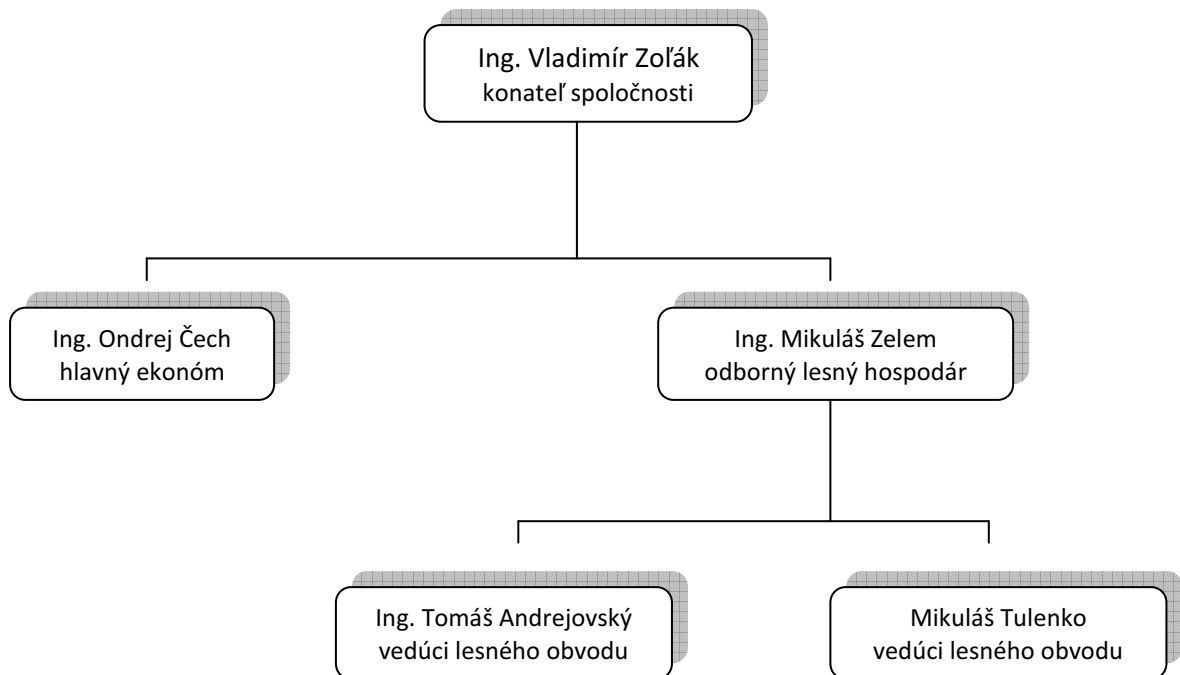 Ing. Vladimír Zoľák
konateľ spoločnosti
Ing. Ondrej Čech
hlavný ekonóm
Ing. Mikuláš Zelem
odborný lesný hospodár
Ing. Tomáš Andrejovský
vedúci lesného obvodu
Mikuláš Tulenko
vedúci lesného obvodu